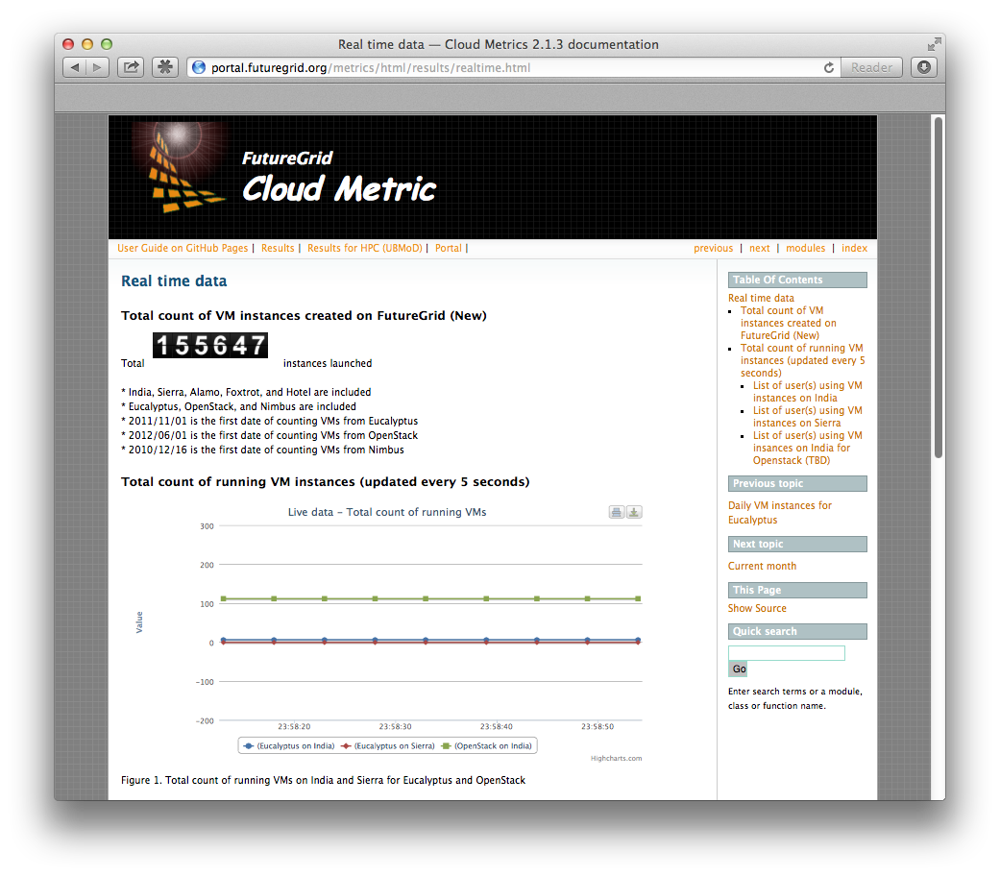 Real time data — Cloud Metrics 2.1.3 documentation
portal.futuregrid.org/metrics/html/results/realtime.html
Reader
FutureGrid
Cloud Metric
User Guide on GitHub Pages | Results | Results for HPC (UBMoD) | Portal |
previous | next | modules | index
Real time data
Total count of VM instances created on FutureGrid (New)
Total 155647 instances launched
* India, Sierra, Alamo, Foxtrot, and Hotel are included
* Eucalyptus, OpenStack, and Nimbus are included
* 2011/11/01 is the first date of counting VMs from Eucalyptus
* 2012/06/01 is the first date of counting VMs from OpenStack
* 2010/12/16 is the first date of counting VMs from Nimbus
Total count of running VM instances (updated every 5 seconds)
Live data - Total count of running VMs
300
200
100
0
-100
-200
Value
23:58:20 23:58:30 23:58:40 23:58:50
(Eucalyptus on India) (Eucalyptus on Sierra) (OpenStack on India)
Highcharts.com
Figure 1. Total count of running VMs on India and Sierra for Eucalyptus and OpenStack
Table Of Contents
Real time data
Total count of VM
instances created on
FutureGrid (New)
Total count of running VM
instances (updated every 5
seconds)
List of user(s) using VM
instances on India
List of user(s) using VM
instances on Sierra
List of user(s) using VM
insances on India for
Openstack (TBD)
Previous topic
Daily VM instances for
Eucalyptus
Next topic
Current month
This Page
Show Source
Quick search
Go
Enter search terms or a module,
class or function name.